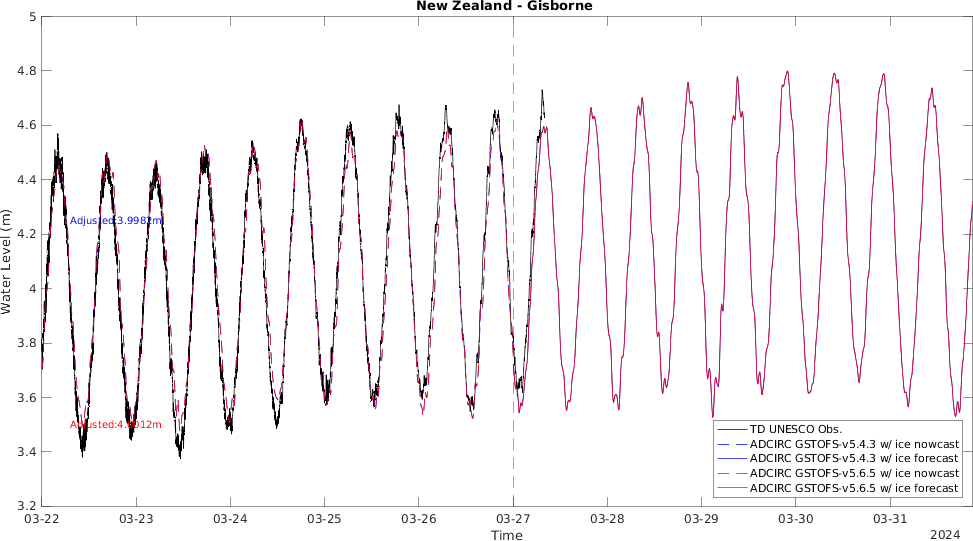 New Zealand - Gisborne
5
4.8
4.6
4.4
4.2
4
3.8
3.6
3.4
3.2
Water Level (m)
Adjusted:3.9982m
TD UNESCO Obs.
ADCIRC GSTOFS-v5.4.3 w/ ice nowcast
ADCIRC GSTOFS-v5.4.3 w/ ice forecast
ADCIRC GSTOFS-v5.6.5 w/ ice nowcast
ADCIRC GSTOFS-v5.6.5 w/ ice forecast
03-22
03-23
03-24
03-25
03-26
03-27
03-28
03-29
03-30
03-31
Time
2024